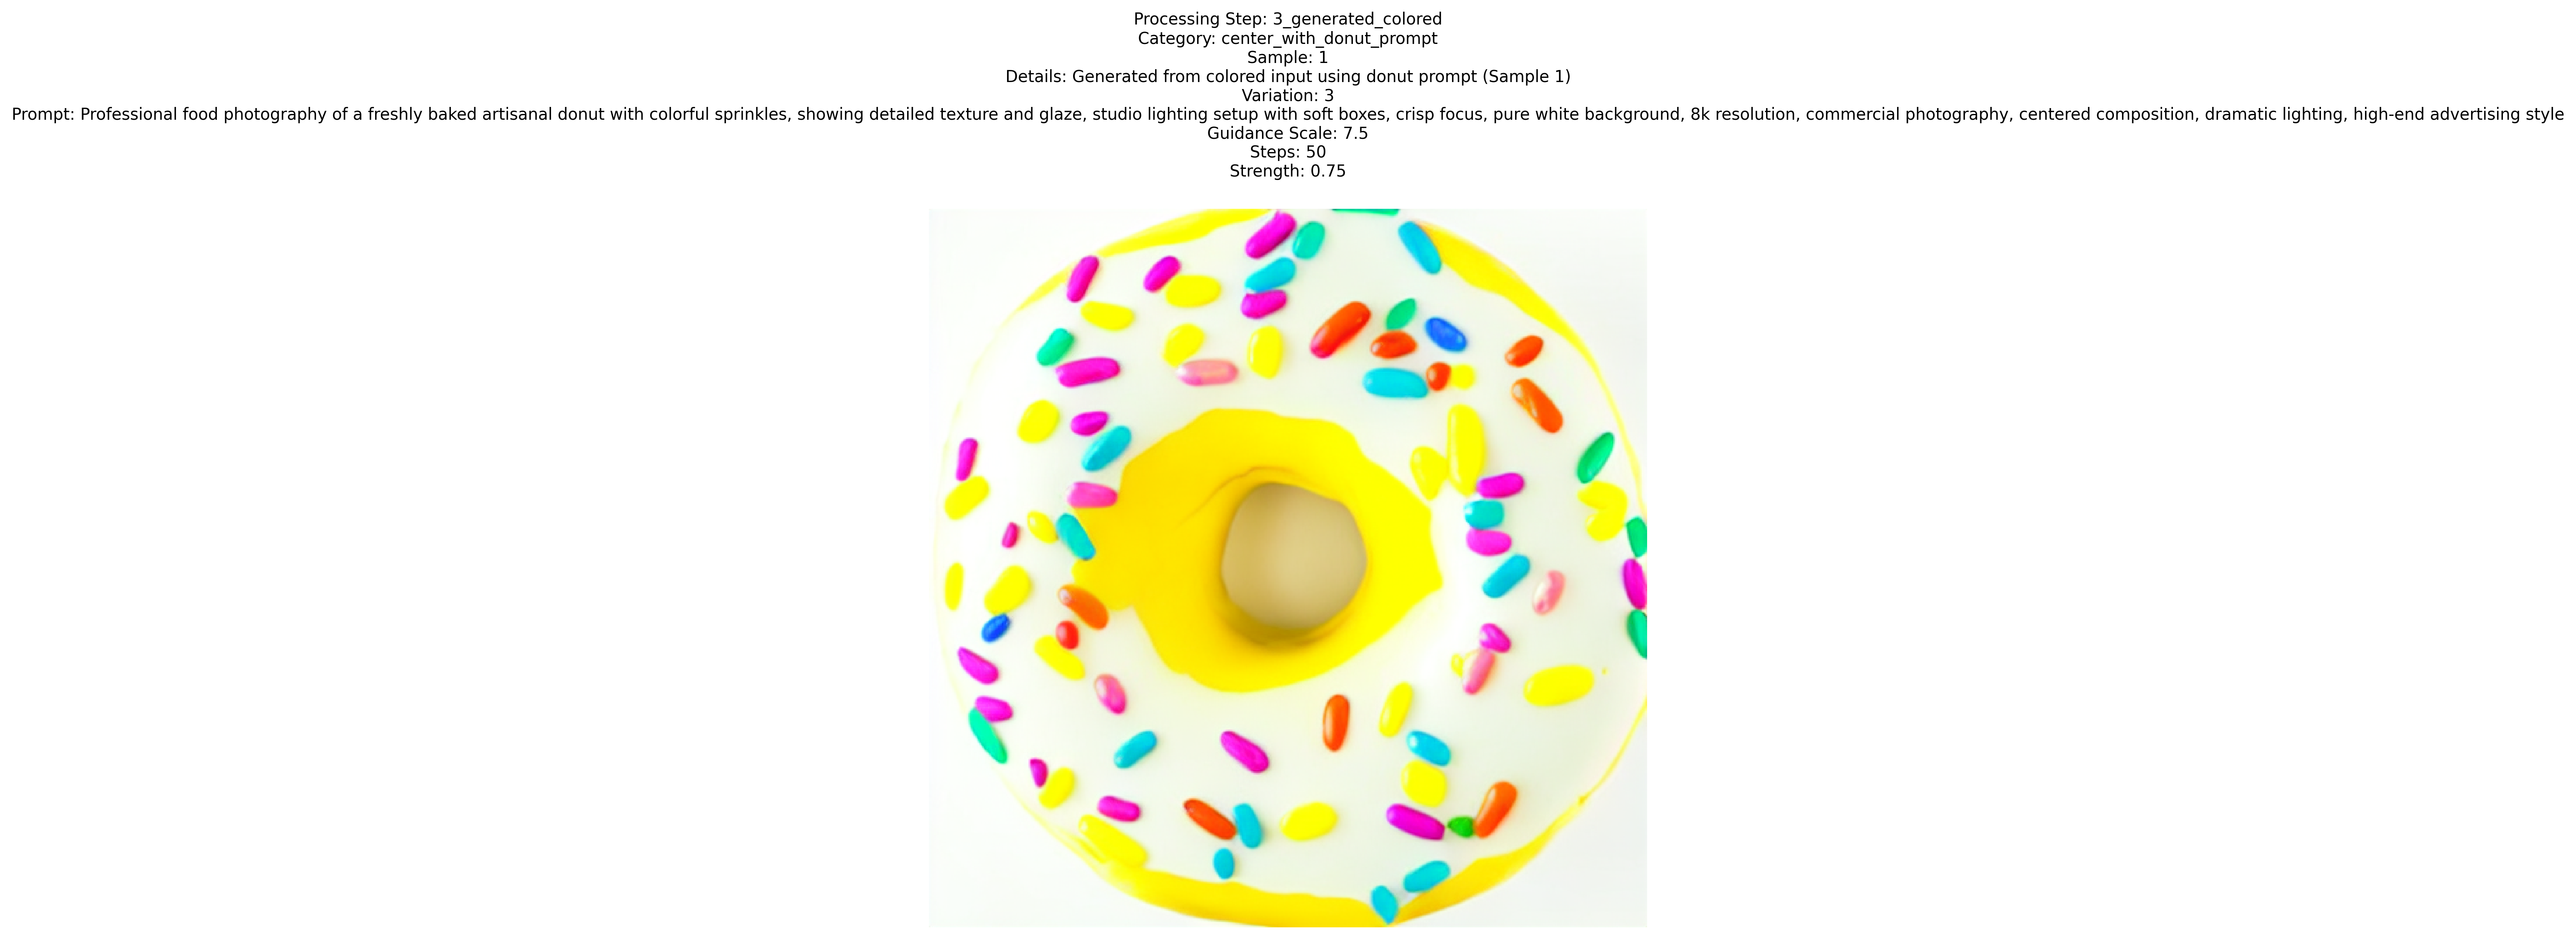 Processing Step: 3_generated_colored
Category: center_with_donut_prompt
Sample: 1
Details: Generated from colored input using donut prompt (Sample 1)
Variation: 3
Prompt: Professional food photography of a freshly baked artisanal donut with colorful sprinkles, showing detailed texture and glaze, studio lighting setup with soft boxes, crisp focus, pure white background, 8k resolution, commercial photography, centered composition, dramatic lighting, high-end advertising style
Guidance Scale: 7.5
Steps: 50
Strength: 0.75